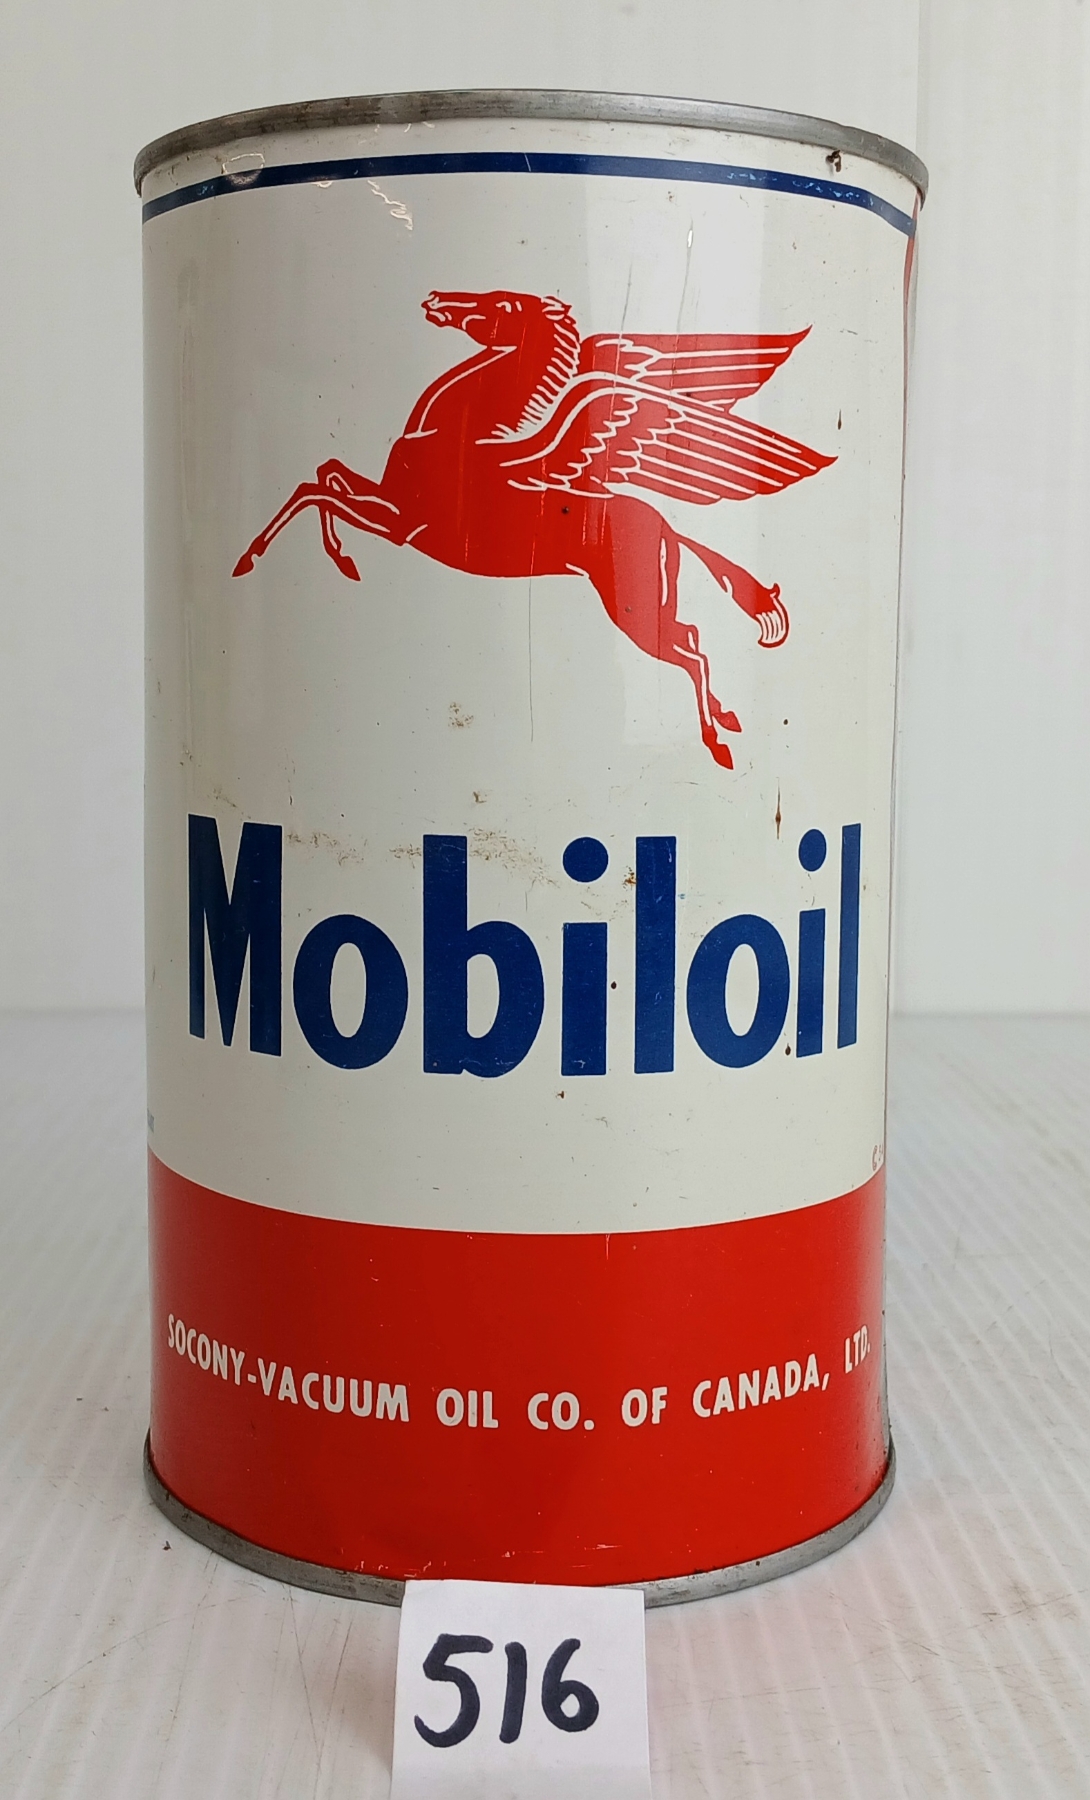 Mobiloil
SOCONY-VACUUM OIL CO. OF CANADA, LTD.
516